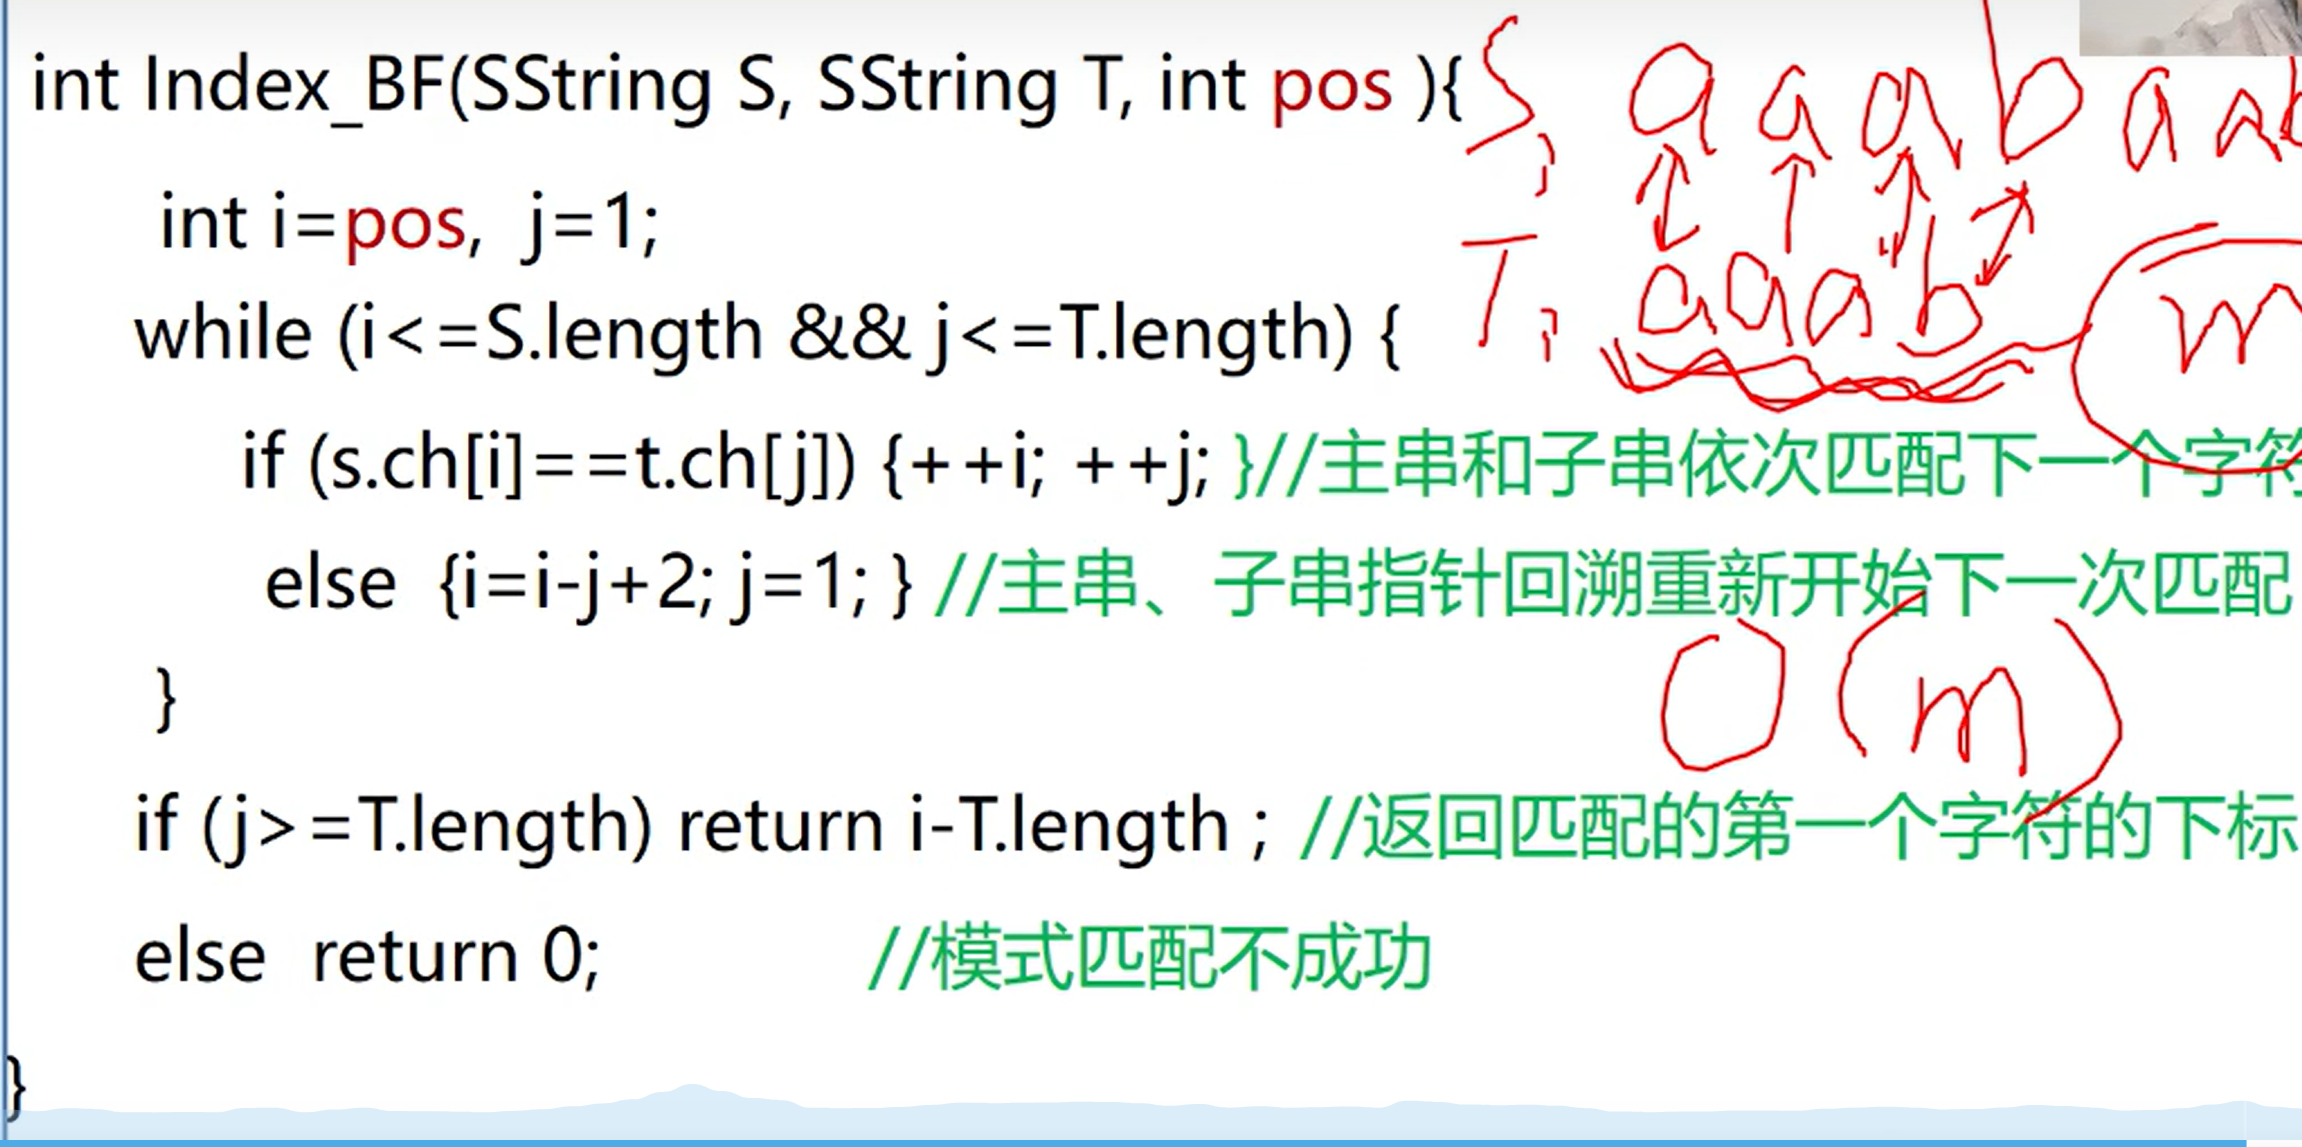 int Index_BF(SString S, SString T, int pos ){
S: a a a b a a b
int i=pos, j=1;
T: a a a b m
while (i<=S.length && j<=T.length) {
if (s.ch[i]==t.ch[j]) {++i; ++j; }//主串和子串依次匹配下一个字符
else {i=i-j+2; j=1; } //主串、子串指针回溯重新开始下一次匹配
}
O(m)
if (j>=T.length) return i-T.length ; //返回匹配的第一个字符的下标
else return 0; //模式匹配不成功
}